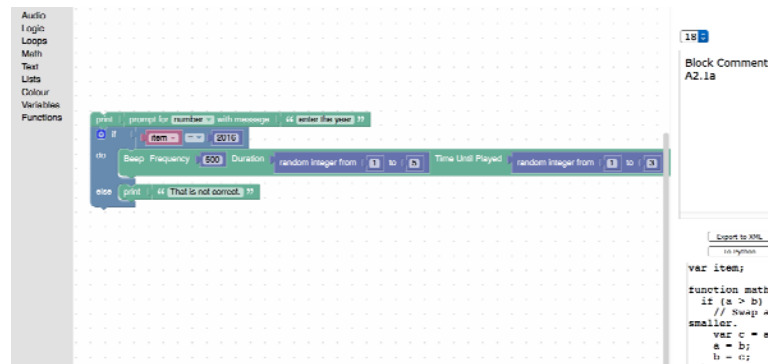 Audio
Logic
Loops
Math
Text
Lists
Colour
Variables
Functions
print prompt for number with message “ enter the year ”
if item = 2016
do Beep Frequency 500 Duration random integer from 1 to 5 Time Until Played random integer from 1 to 3
else print “ That is not correct. ”
18
Block Comment
A2.1a
Export to XML
To Python
var item;
function math
if (a > b)
// Swap a
smaller.
var c = a
a = b;
b = c;